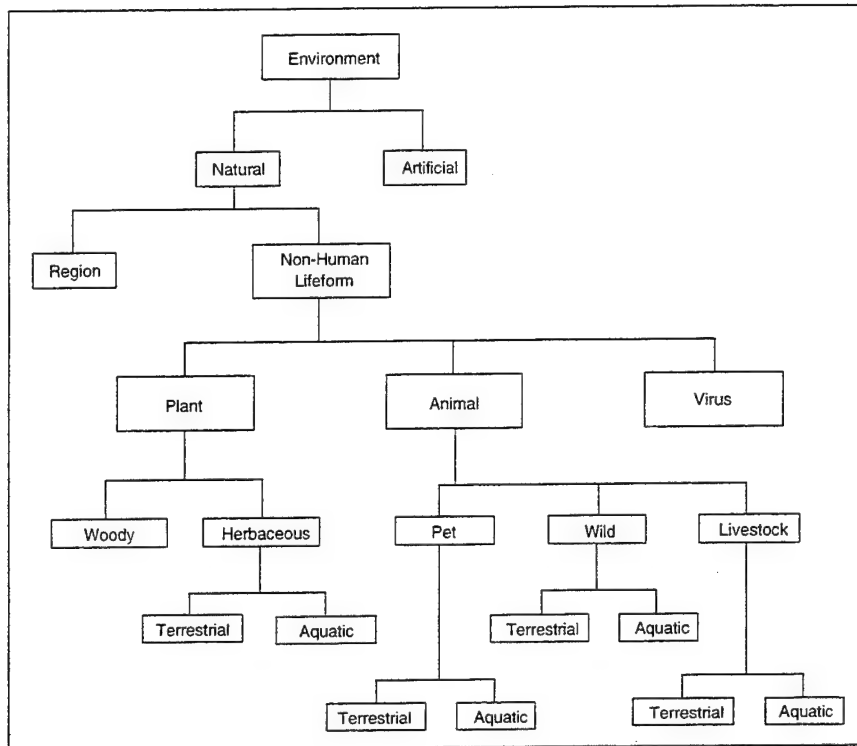 Environment
Natural
Artificial
Region
Non-Human
Lifeform
Plant
Animal
Virus
Woody
Herbaceous
Pet
Wild
Livestock
Terrestrial
Aquatic
Terrestrial
Aquatic
Terrestrial
Aquatic
Terrestrial
Aquatic